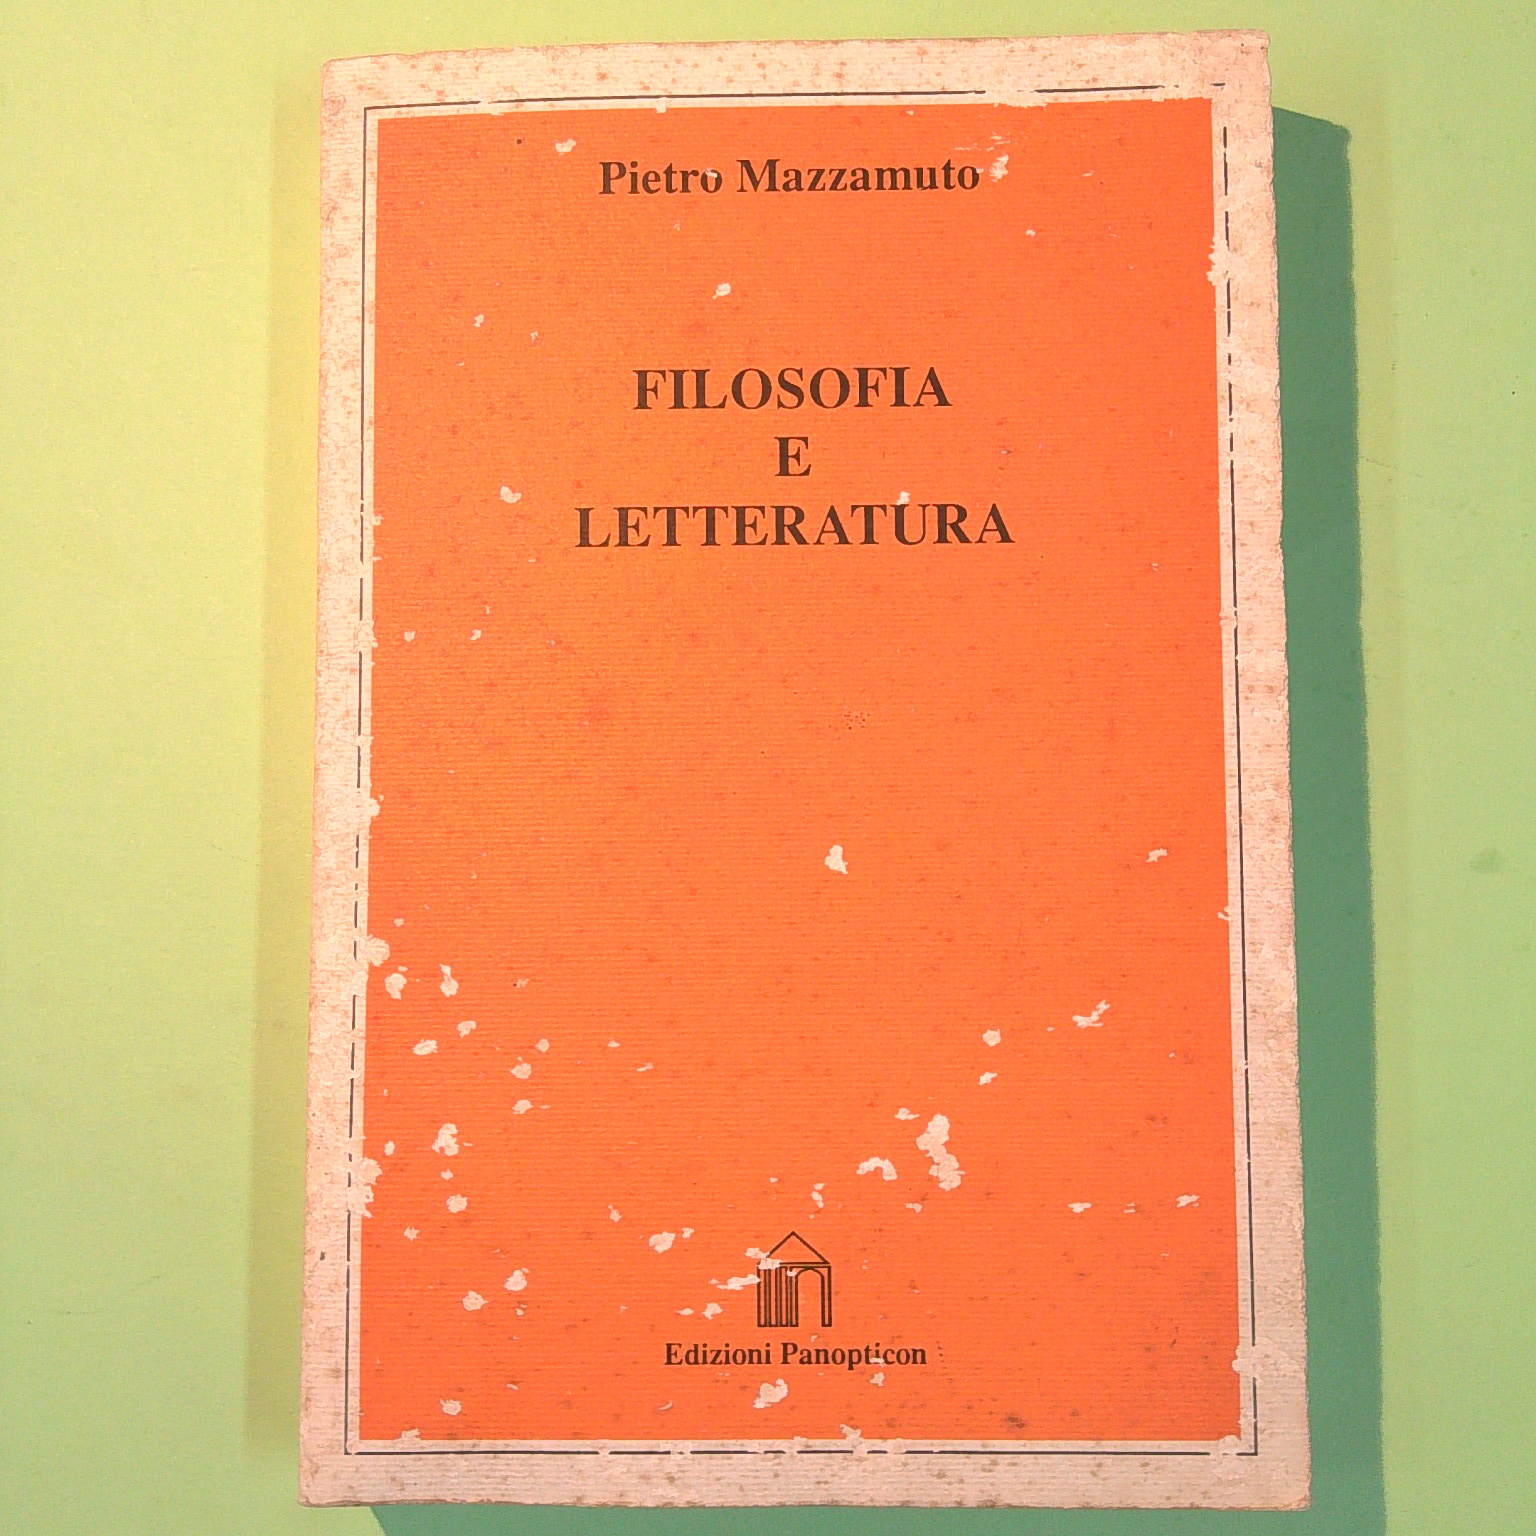 Pietro Mazzamuto
FILOSOFIA
E
LETTERATURA
Edizioni Panopticon